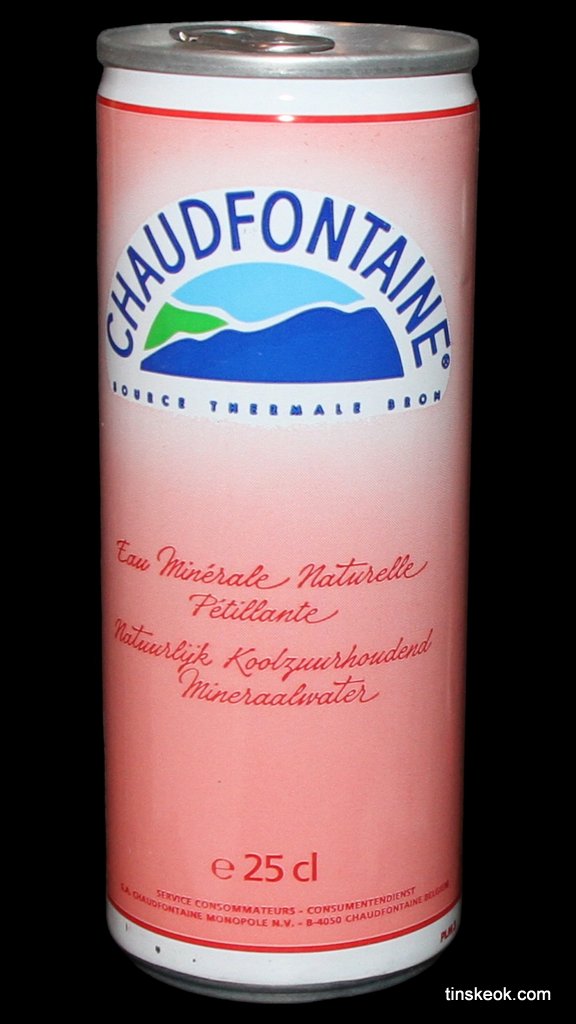 CHAUDFONTAINE®
SOURCE THERMALE BRON
Eau Minérale Naturelle
Pétillante
Natuurlijk Koolzuurhoudend
Mineraalwater
℮ 25 cl
SERVICE CONSOMMATEURS - CONSUMENTENDIENST
S.A. CHAUDFONTAINE MONOPOLE N.V. - B-4050 CHAUDFONTAINE BELGIUM
tinskeok.com